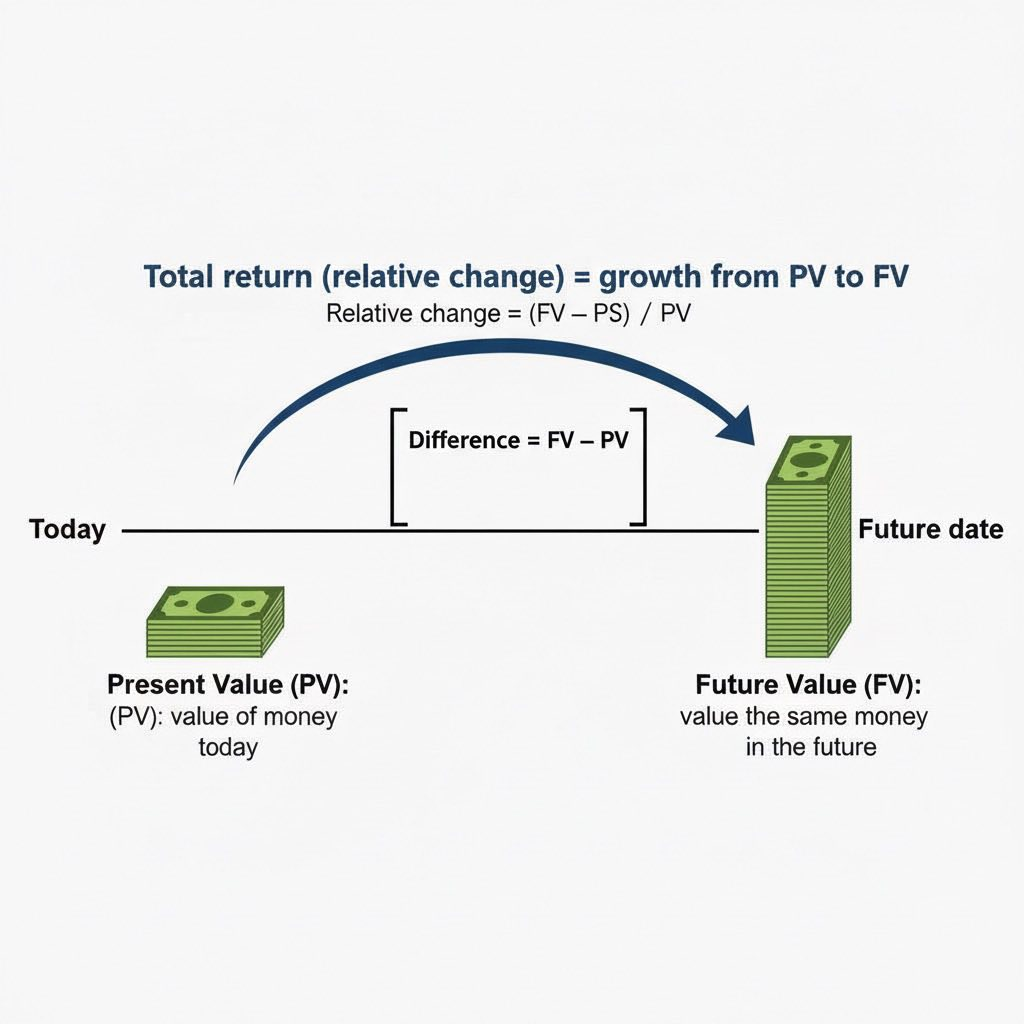 Total return (relative change) = growth from PV to FV
Relative change = (FV – PS) / PV
Difference = FV – PV
Today
Future date
Present Value (PV):
(PV): value of money
today
Future Value (FV):
value the same money
in the future